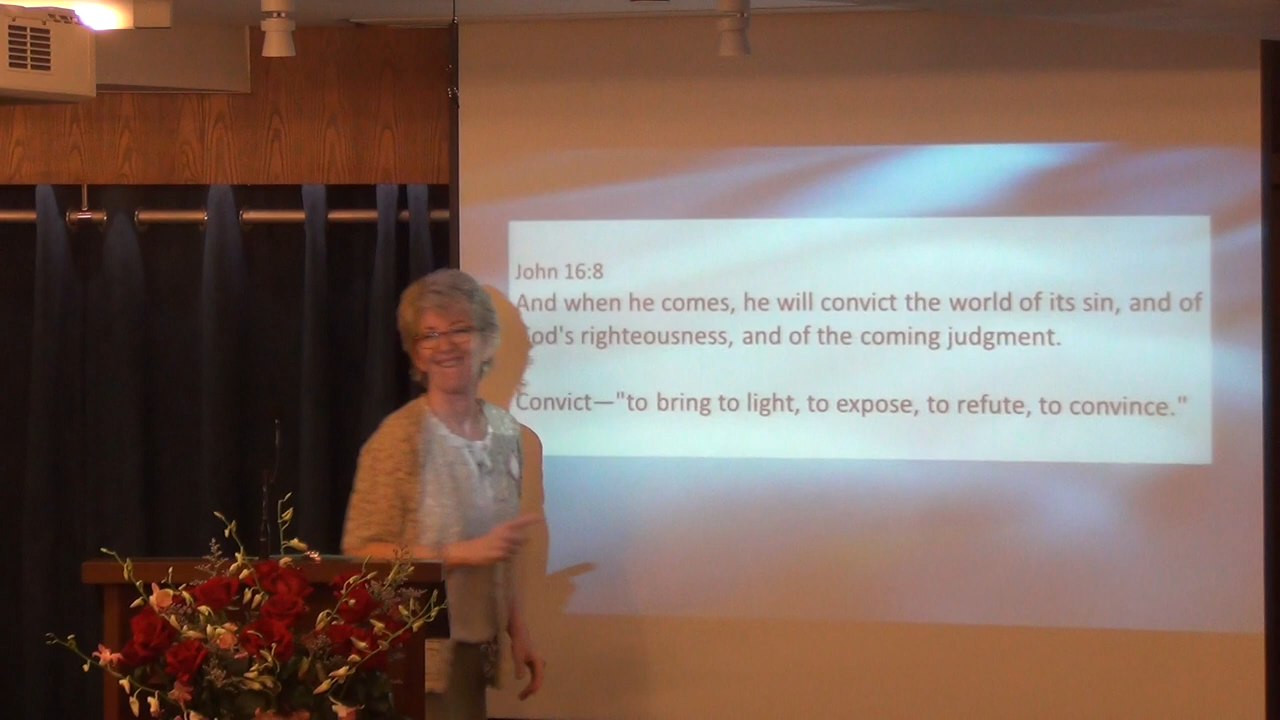 John 16:8
And when he comes, he will convict the world of its sin, and of
God's righteousness, and of the coming judgment.
Convict—"to bring to light, to expose, to refute, to convince."